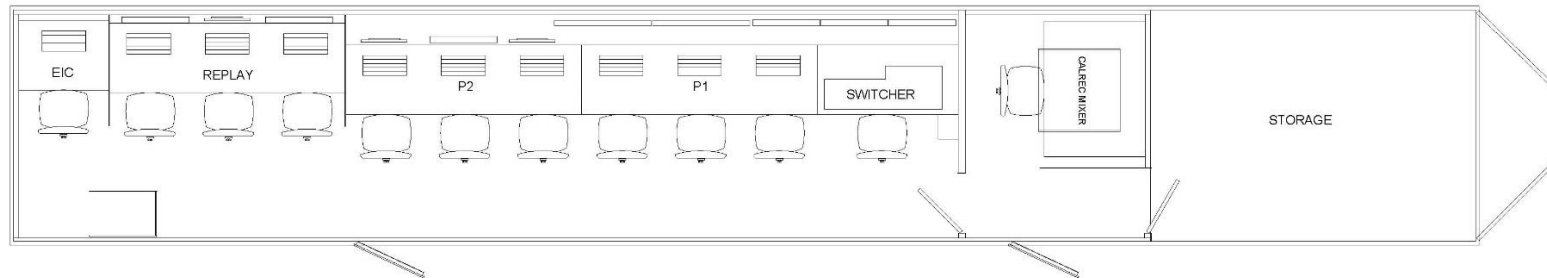 EIC
REPLAY
P2
P1
SWITCHER
CALREC MIXER
STORAGE